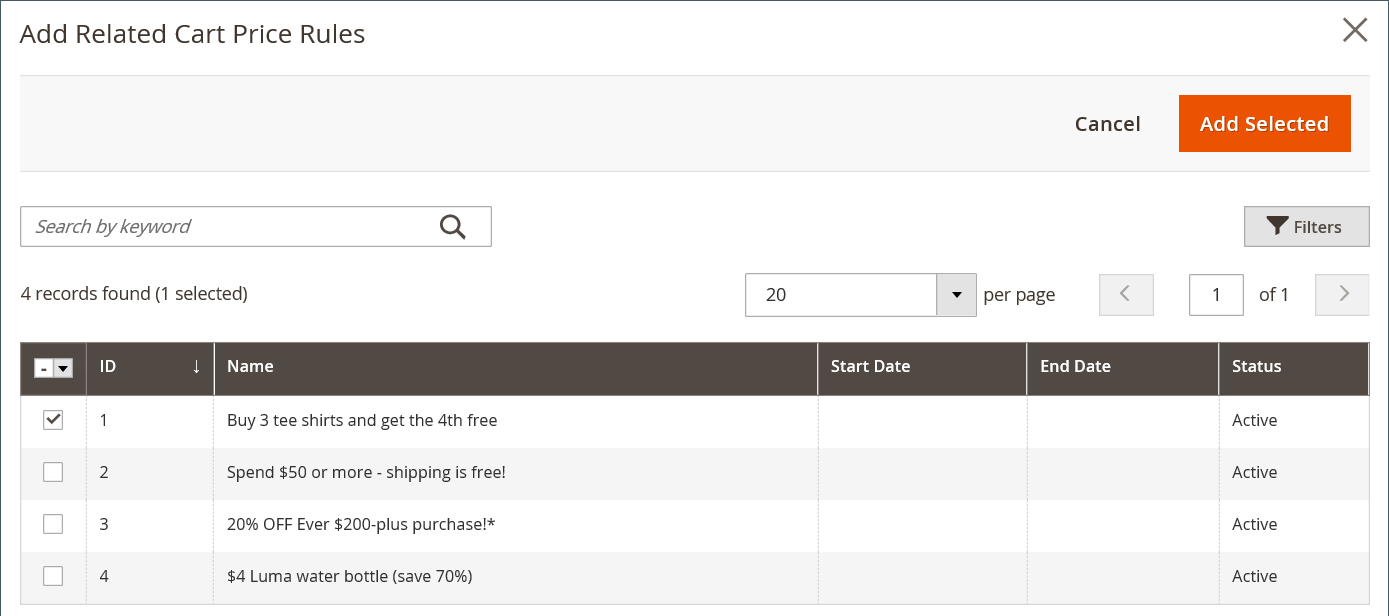 Add Related Cart Price Rules
Cancel
Add Selected
Search by keyword
Filters
4 records found (1 selected)
20
per page
1
of 1
-
ID ↓ Name Start Date End Date Status
1 Buy 3 tee shirts and get the 4th free Active
2 Spend $50 or more - shipping is free! Active
3 20% OFF Ever $200-plus purchase!* Active
4 $4 Luma water bottle (save 70%) Active